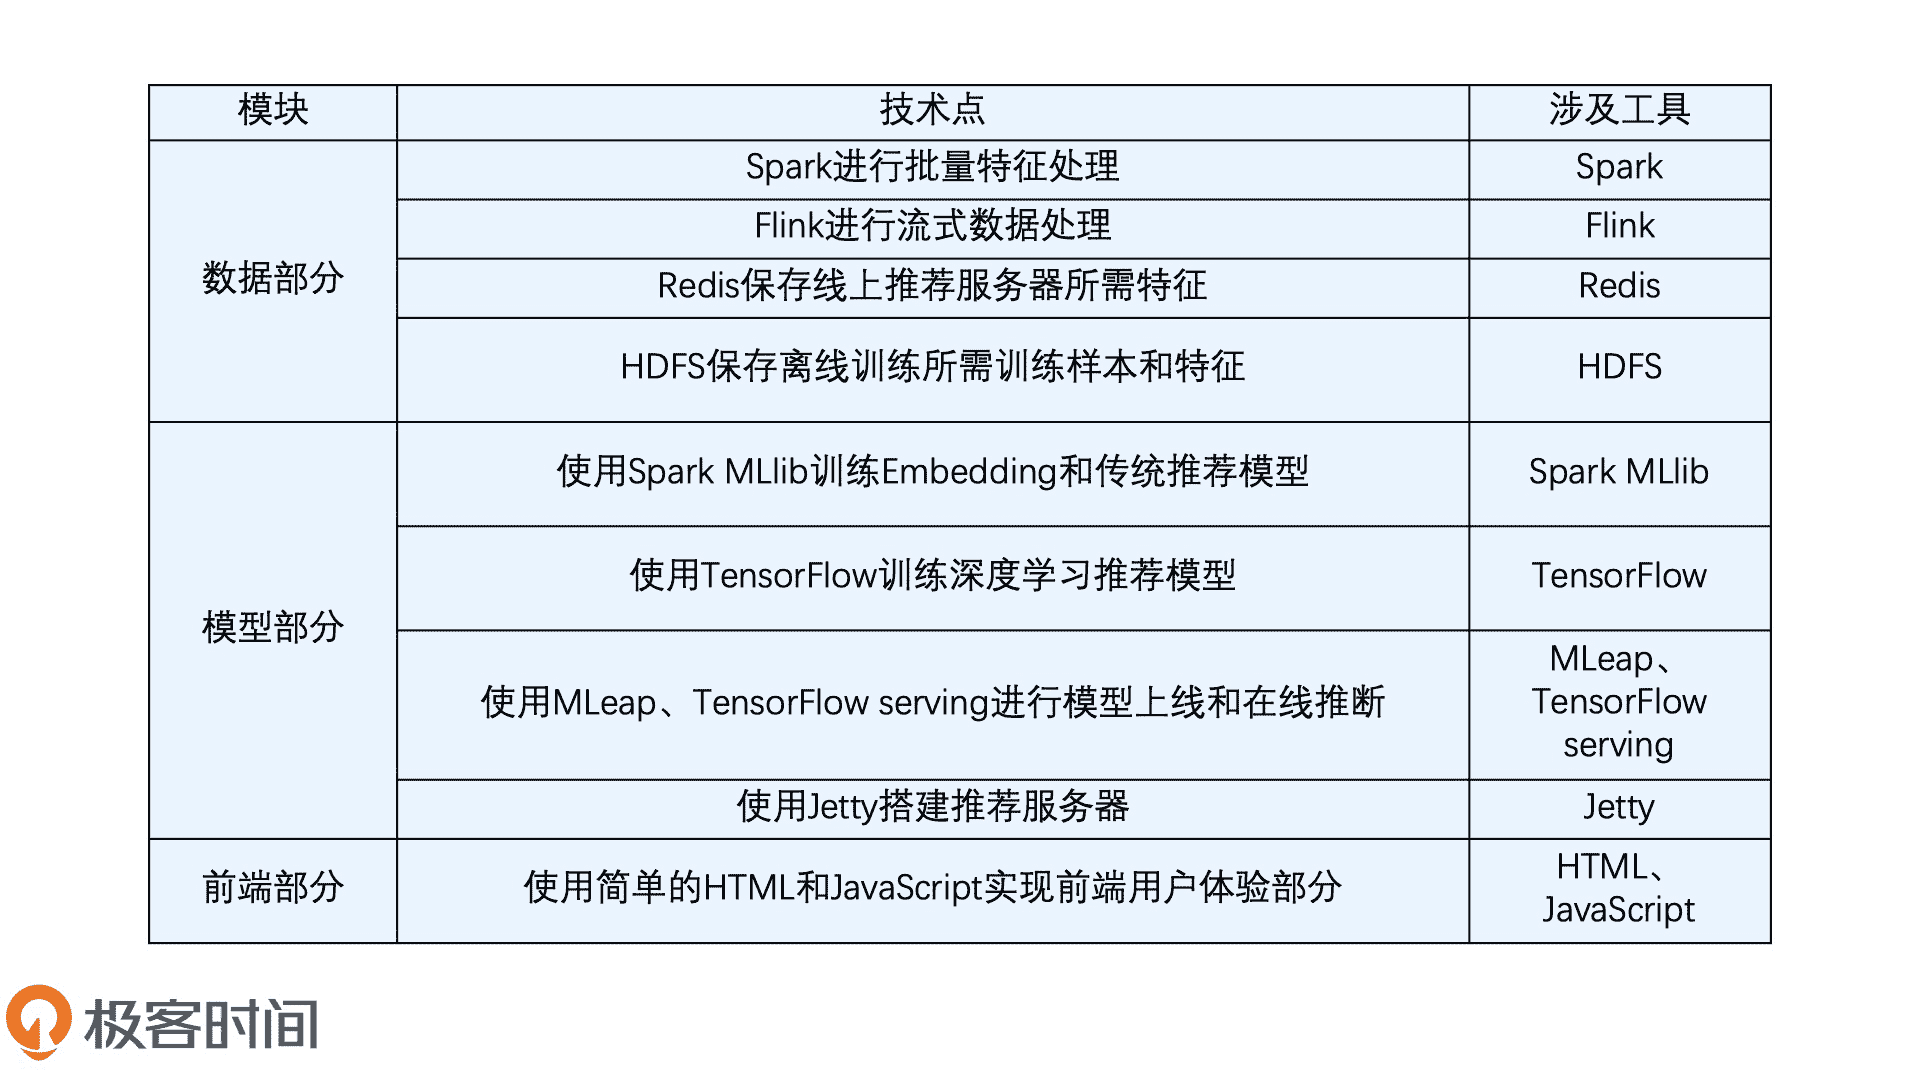 模块 技术点 涉及工具
数据部分
Spark进行批量特征处理 Spark
Flink进行流式数据处理 Flink
Redis保存线上推荐服务器所需特征 Redis
HDFS保存离线训练所需训练样本和特征 HDFS
模型部分
使用Spark MLlib训练Embedding和传统推荐模型 Spark MLlib
使用TensorFlow训练深度学习推荐模型 TensorFlow
使用MLeap、TensorFlow serving进行模型上线和在线推断
MLeap、
TensorFlow
serving
使用Jetty搭建推荐服务器 Jetty
前端部分
使用简单的HTML和JavaScript实现前端用户体验部分
HTML、
JavaScript
极客时间